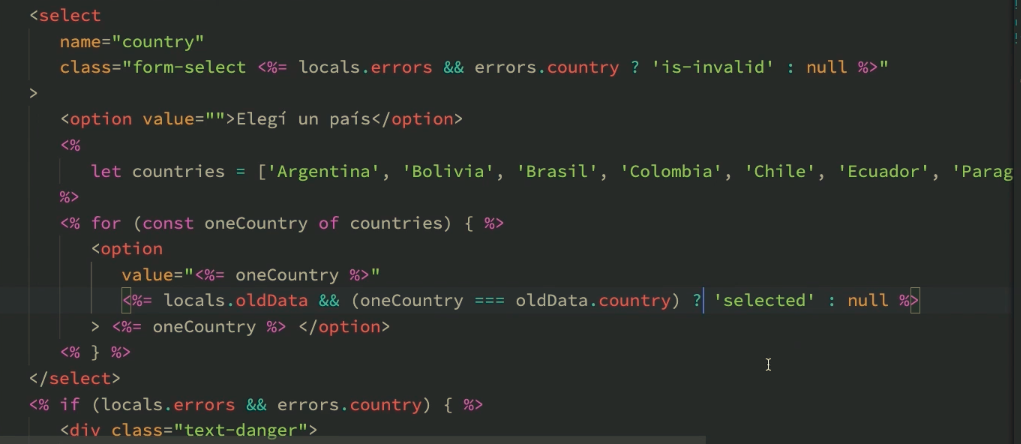 <select
name="country"
class="form-select <%= locals.errors && errors.country ? 'is-invalid' : null %>"
>
<option value="">Elegí un país</option>
<%
let countries = ['Argentina', 'Bolivia', 'Brasil', 'Colombia', 'Chile', 'Ecuador', 'Parag
%>
<% for (const oneCountry of countries) { %>
<option
value="<%= oneCountry %>"
<%= locals.oldData && (oneCountry === oldData.country) ? 'selected' : null %>
> <%= oneCountry %> </option>
<% } %>
</select>
<% if (locals.errors && errors.country) { %>
<div class="text-danger">